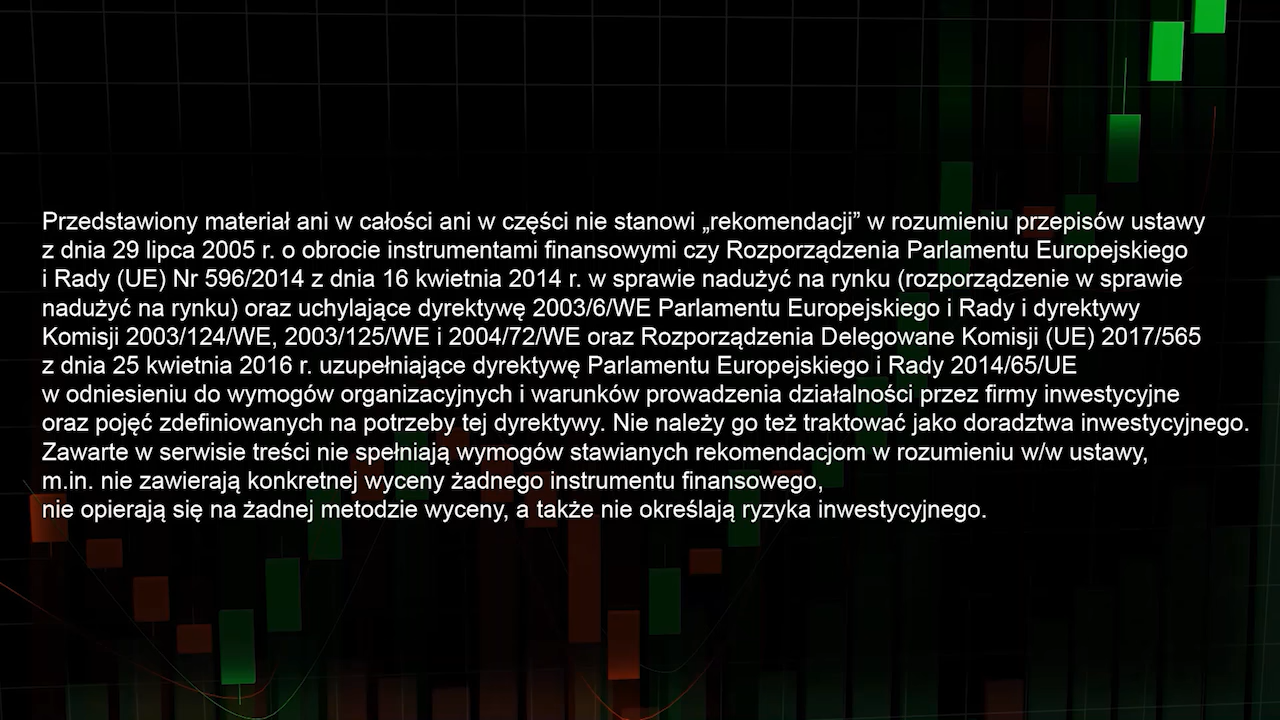 Przedstawiony materiał ani w całości ani w części nie stanowi „rekomendacji” w rozumieniu przepisów ustawy
z dnia 29 lipca 2005 r. o obrocie instrumentami finansowymi czy Rozporządzenia Parlamentu Europejskiego
i Rady (UE) Nr 596/2014 z dnia 16 kwietnia 2014 r. w sprawie nadużyć na rynku (rozporządzenie w sprawie
nadużyć na rynku) oraz uchylające dyrektywę 2003/6/WE Parlamentu Europejskiego i Rady i dyrektywy
Komisji 2003/124/WE, 2003/125/WE i 2004/72/WE oraz Rozporządzenia Delegowane Komisji (UE) 2017/565
z dnia 25 kwietnia 2016 r. uzupełniające dyrektywę Parlamentu Europejskiego i Rady 2014/65/UE
w odniesieniu do wymogów organizacyjnych i warunków prowadzenia działalności przez firmy inwestycyjne
oraz pojęć zdefiniowanych na potrzeby tej dyrektywy. Nie należy go też traktować jako doradztwa inwestycyjnego.
Zawarte w serwisie treści nie spełniają wymogów stawianych rekomendacjom w rozumieniu w/w ustawy,
m.in. nie zawierają konkretnej wyceny żadnego instrumentu finansowego,
nie opierają się na żadnej metodzie wyceny, a także nie określają ryzyka inwestycyjnego.